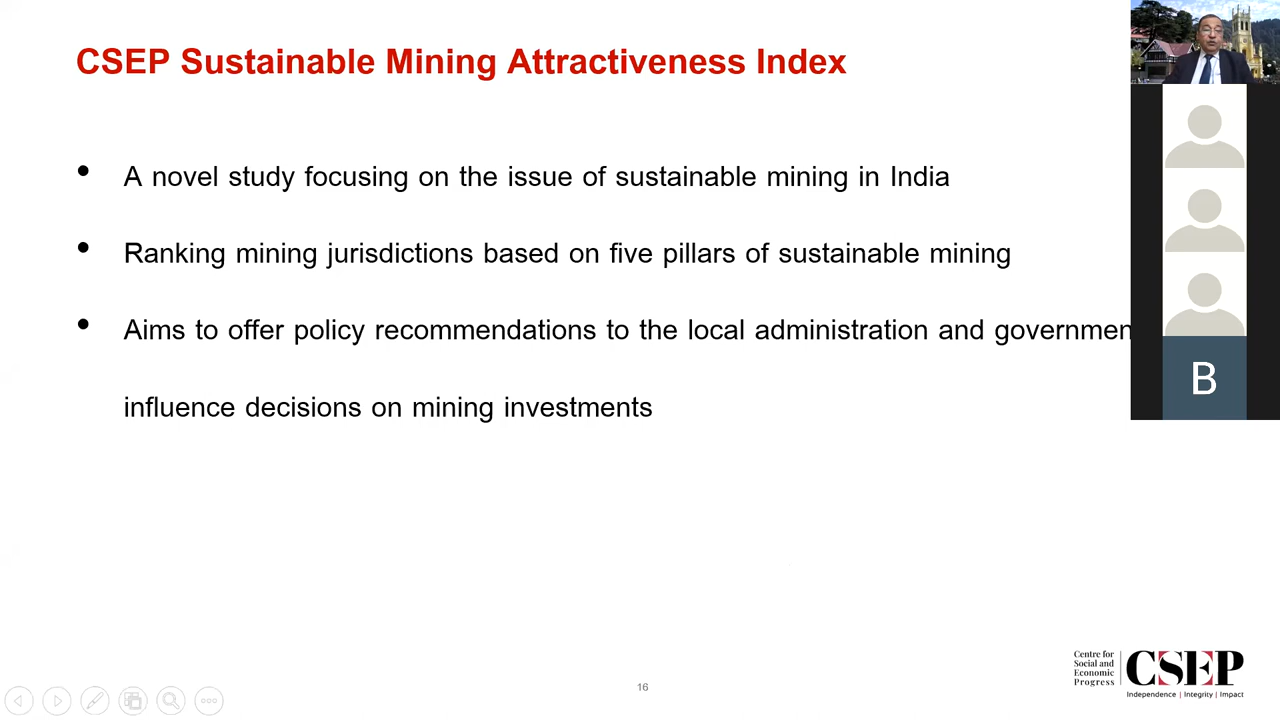 CSEP Sustainable Mining Attractiveness Index
• A novel study focusing on the issue of sustainable mining in India
• Ranking mining jurisdictions based on five pillars of sustainable mining
• Aims to offer policy recommendations to the local administration and governmen
influence decisions on mining investments
B
Centre for
Social and
Economic
Progress
CSEP
Independence | Integrity | Impact
16